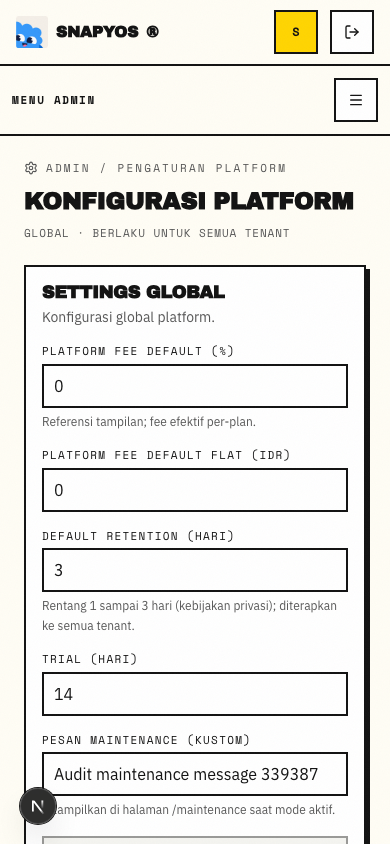 SNAPYOS ®
S
MENU ADMIN
ADMIN / PENGATURAN PLATFORM
KONFIGURASI PLATFORM
GLOBAL · BERLAKU UNTUK SEMUA TENANT
SETTINGS GLOBAL
Konfigurasi global platform.
PLATFORM FEE DEFAULT (%)
0
Referensi tampilan; fee efektif per-plan.
PLATFORM FEE DEFAULT FLAT (IDR)
0
DEFAULT RETENTION (HARI)
3
Rentang 1 sampai 3 hari (kebijakan privasi); diterapkan
ke semua tenant.
TRIAL (HARI)
14
PESAN MAINTENANCE (KUSTOM)
Audit maintenance message 339387
N
di halaman /maintenance saat mode aktif.